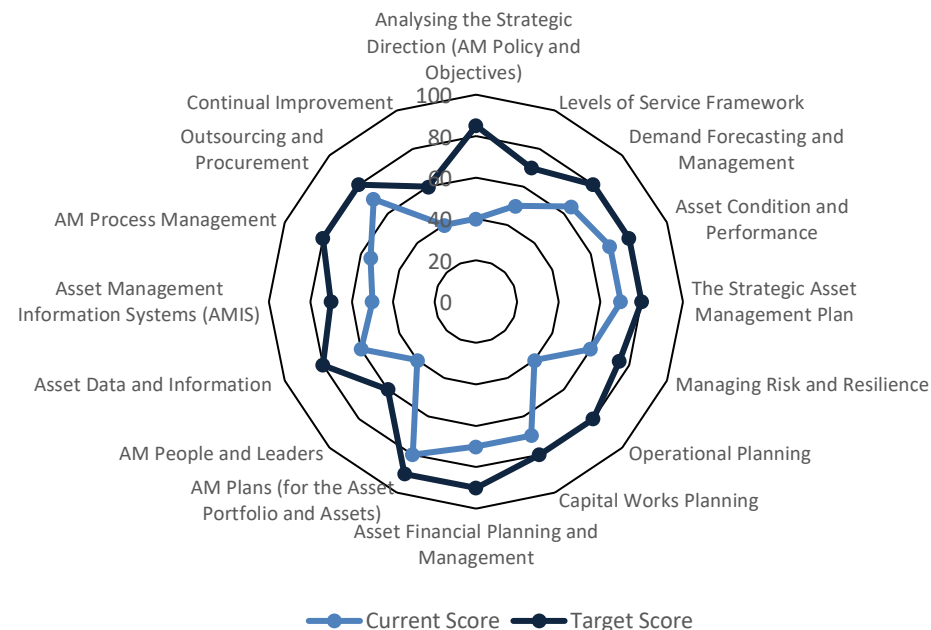 Analysing the Strategic
Direction (AM Policy and
Objectives)
100
Continual Improvement
Levels of Service Framework
Outsourcing and
Procurement
80
Demand Forecasting and
Management
60
AM Process Management
40
Asset Condition and
Performance
20
Asset Management
Information Systems (AMIS)
0
The Strategic Asset
Management Plan
Asset Data and Information
Managing Risk and Resilience
AM People and Leaders
Operational Planning
AM Plans (for the Asset
Portfolio and Assets)
Capital Works Planning
Asset Financial Planning and
Management
Current Score
Target Score